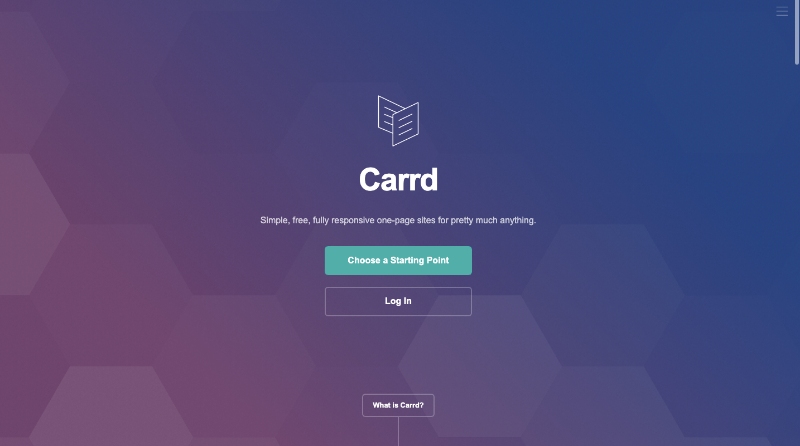 Carrd
Simple, free, fully responsive one-page sites for pretty much anything.
Choose a Starting Point
Log In
What is Carrd?